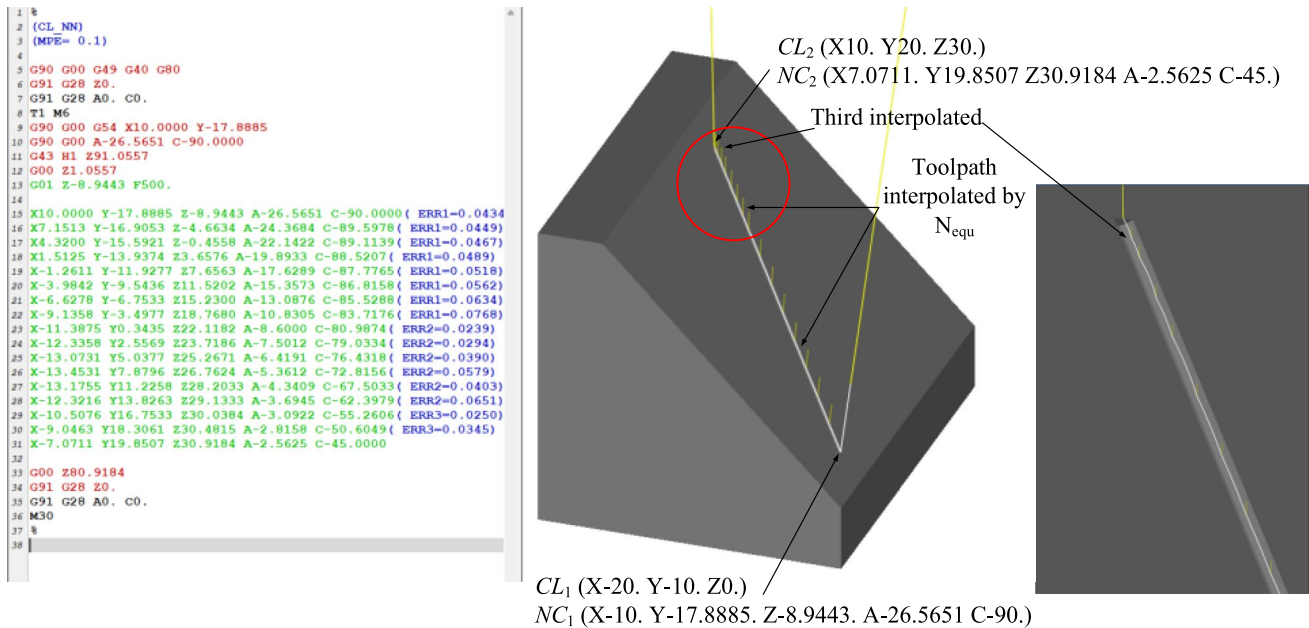 1 %
2 (CL_NN)
3 (MPE= 0.1)
4
5 G90 G00 G49 G40 G80
6 G91 G28 Z0.
7 G91 G28 A0. C0.
8 T1 M6
9 G90 G00 G54 X10.0000 Y-17.8885
10 G90 G00 A-26.5651 C-90.0000
11 G43 H1 Z91.0557
12 G00 Z1.0557
13 G01 Z-8.9443 F500.
14
15 X10.0000 Y-17.8885 Z-8.9443 A-26.5651 C-90.0000( ERR1=0.0434
16 X7.1513 Y-16.9053 Z-4.6634 A-24.3684 C-89.5978( ERR1=0.0449)
17 X4.3200 Y-15.5921 Z-0.4558 A-22.1422 C-89.1139( ERR1=0.0467)
18 X1.5125 Y-13.9374 Z3.6576 A-19.8933 C-88.5207( ERR1=0.0489)
19 X-1.2611 Y-11.9277 Z7.6563 A-17.6289 C-87.7765( ERR1=0.0518)
20 X-3.9842 Y-9.5436 Z11.5202 A-15.3573 C-86.8158( ERR1=0.0562)
21 X-6.6278 Y-6.7533 Z15.2300 A-13.0876 C-85.5288( ERR1=0.0634)
22 X-9.1358 Y-3.4977 Z18.7680 A-10.8305 C-83.7176( ERR1=0.0768)
23 X-11.3875 Y0.3435 Z22.1182 A-8.6000 C-80.9874( ERR2=0.0239)
24 X-12.3358 Y2.5569 Z23.7186 A-7.5012 C-79.0334( ERR2=0.0294)
25 X-13.0731 Y5.0377 Z25.2671 A-6.4191 C-76.4318( ERR2=0.0390)
26 X-13.4531 Y7.8796 Z26.7624 A-5.3612 C-72.8156( ERR2=0.0579)
27 X-13.1755 Y11.2258 Z28.2033 A-4.3409 C-67.5033( ERR2=0.0403)
28 X-12.3216 Y13.8263 Z29.1333 A-3.6945 C-62.3979( ERR2=0.0651)
29 X-10.5076 Y16.7533 Z30.0384 A-3.0922 C-55.2606( ERR3=0.0250)
30 X-9.0463 Y18.3061 Z30.4815 A-2.8158 C-50.6049( ERR3=0.0345)
31 X-7.0711 Y19.8507 Z30.9184 A-2.5625 C-45.0000
32
33 G00 Z80.9184
34 G91 G28 Z0.
35 G91 G28 A0. C0.
36 M30
37 %
38
CL2 (X10. Y20. Z30.)
NC2 (X7.0711. Y19.8507 Z30.9184 A-2.5625 C-45.)
Third interpolated
Toolpath
interpolated by
Nequ
CL1 (X-20. Y-10. Z0.)
NC1 (X-10. Y-17.8885. Z-8.9443. A-26.5651 C-90.)